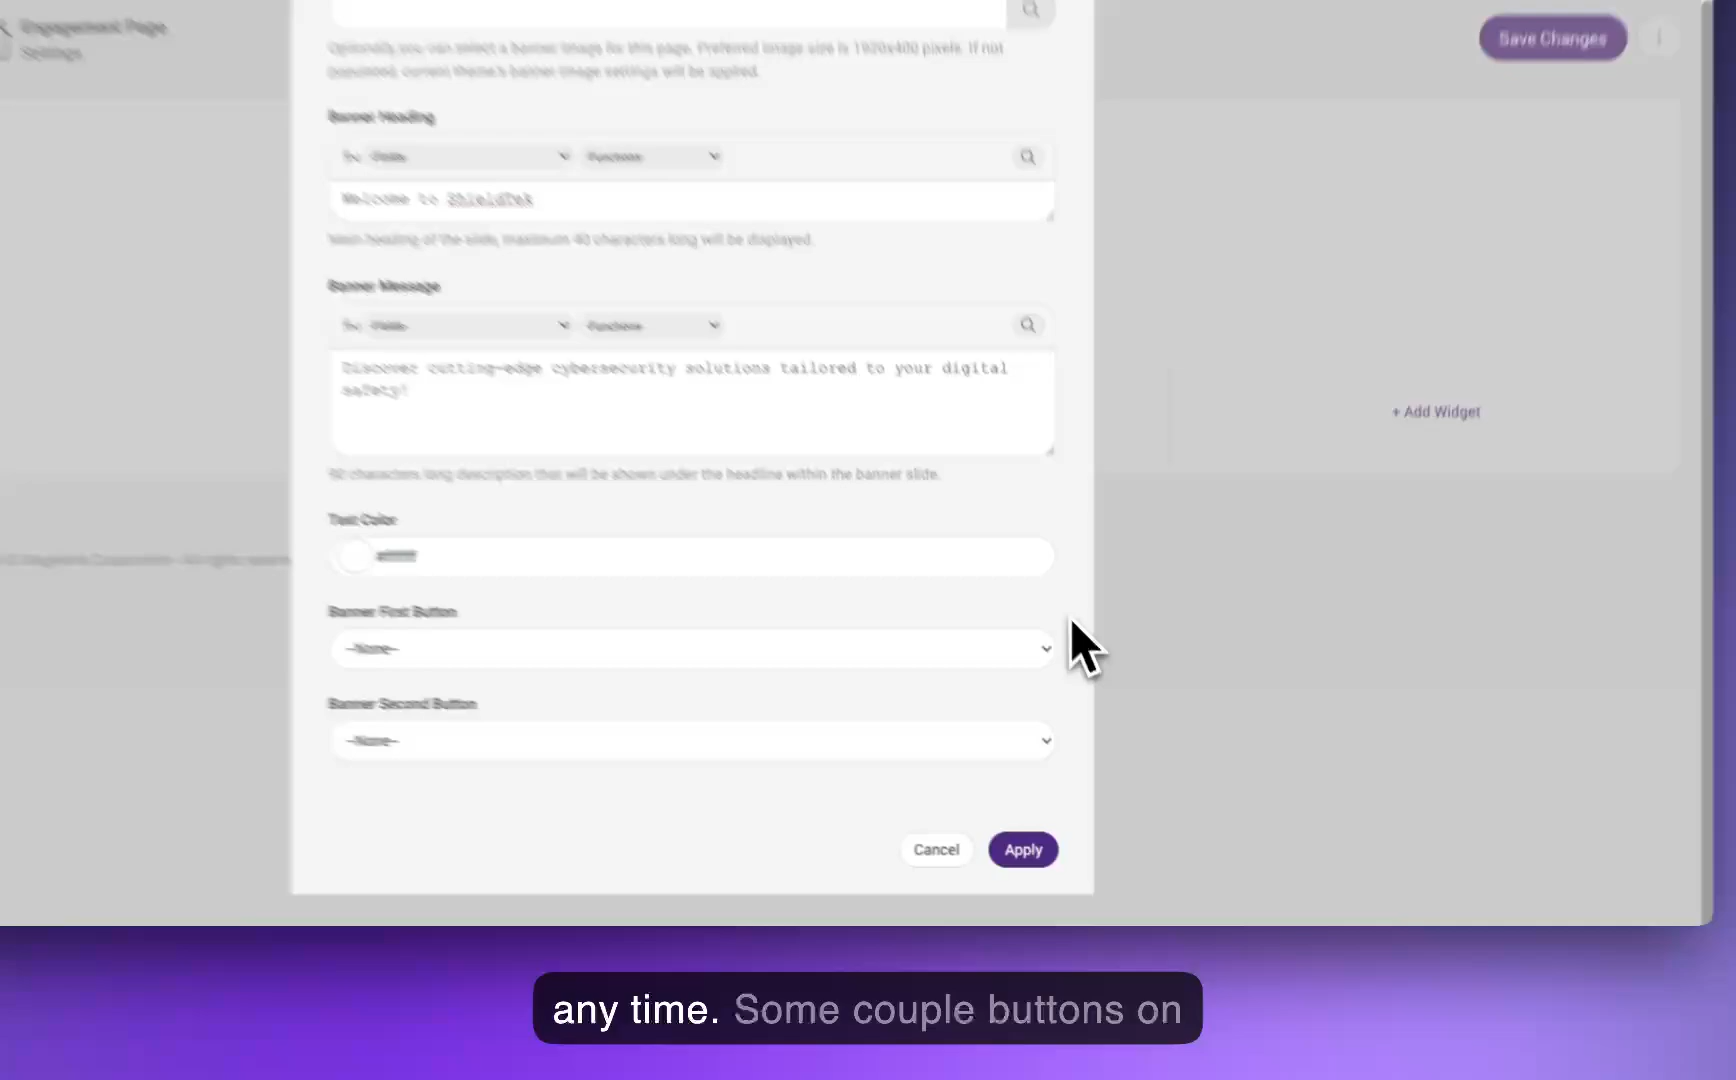 Engagement Page
Settings
Save Changes
Optionally you can select a banner image for this page. Preferred image size is 1920x400 pixels. If not
populated, current theme's banner image settings will be applied.
Banner Heading
Fields
Functions
Welcome to ShieldTek
Main heading of the slide, maximum 40 characters long will be displayed.
Banner Message
Fields
Functions
Discover cutting-edge cybersecurity solutions tailored to your digital
safety!
+ Add Widget
90 characters long description that will be shown under the headline within the banner slide.
Text Color
#ffffff
Banner First Button
--None--
Banner Second Button
--None--
Cancel
Apply
any time. Some couple buttons on